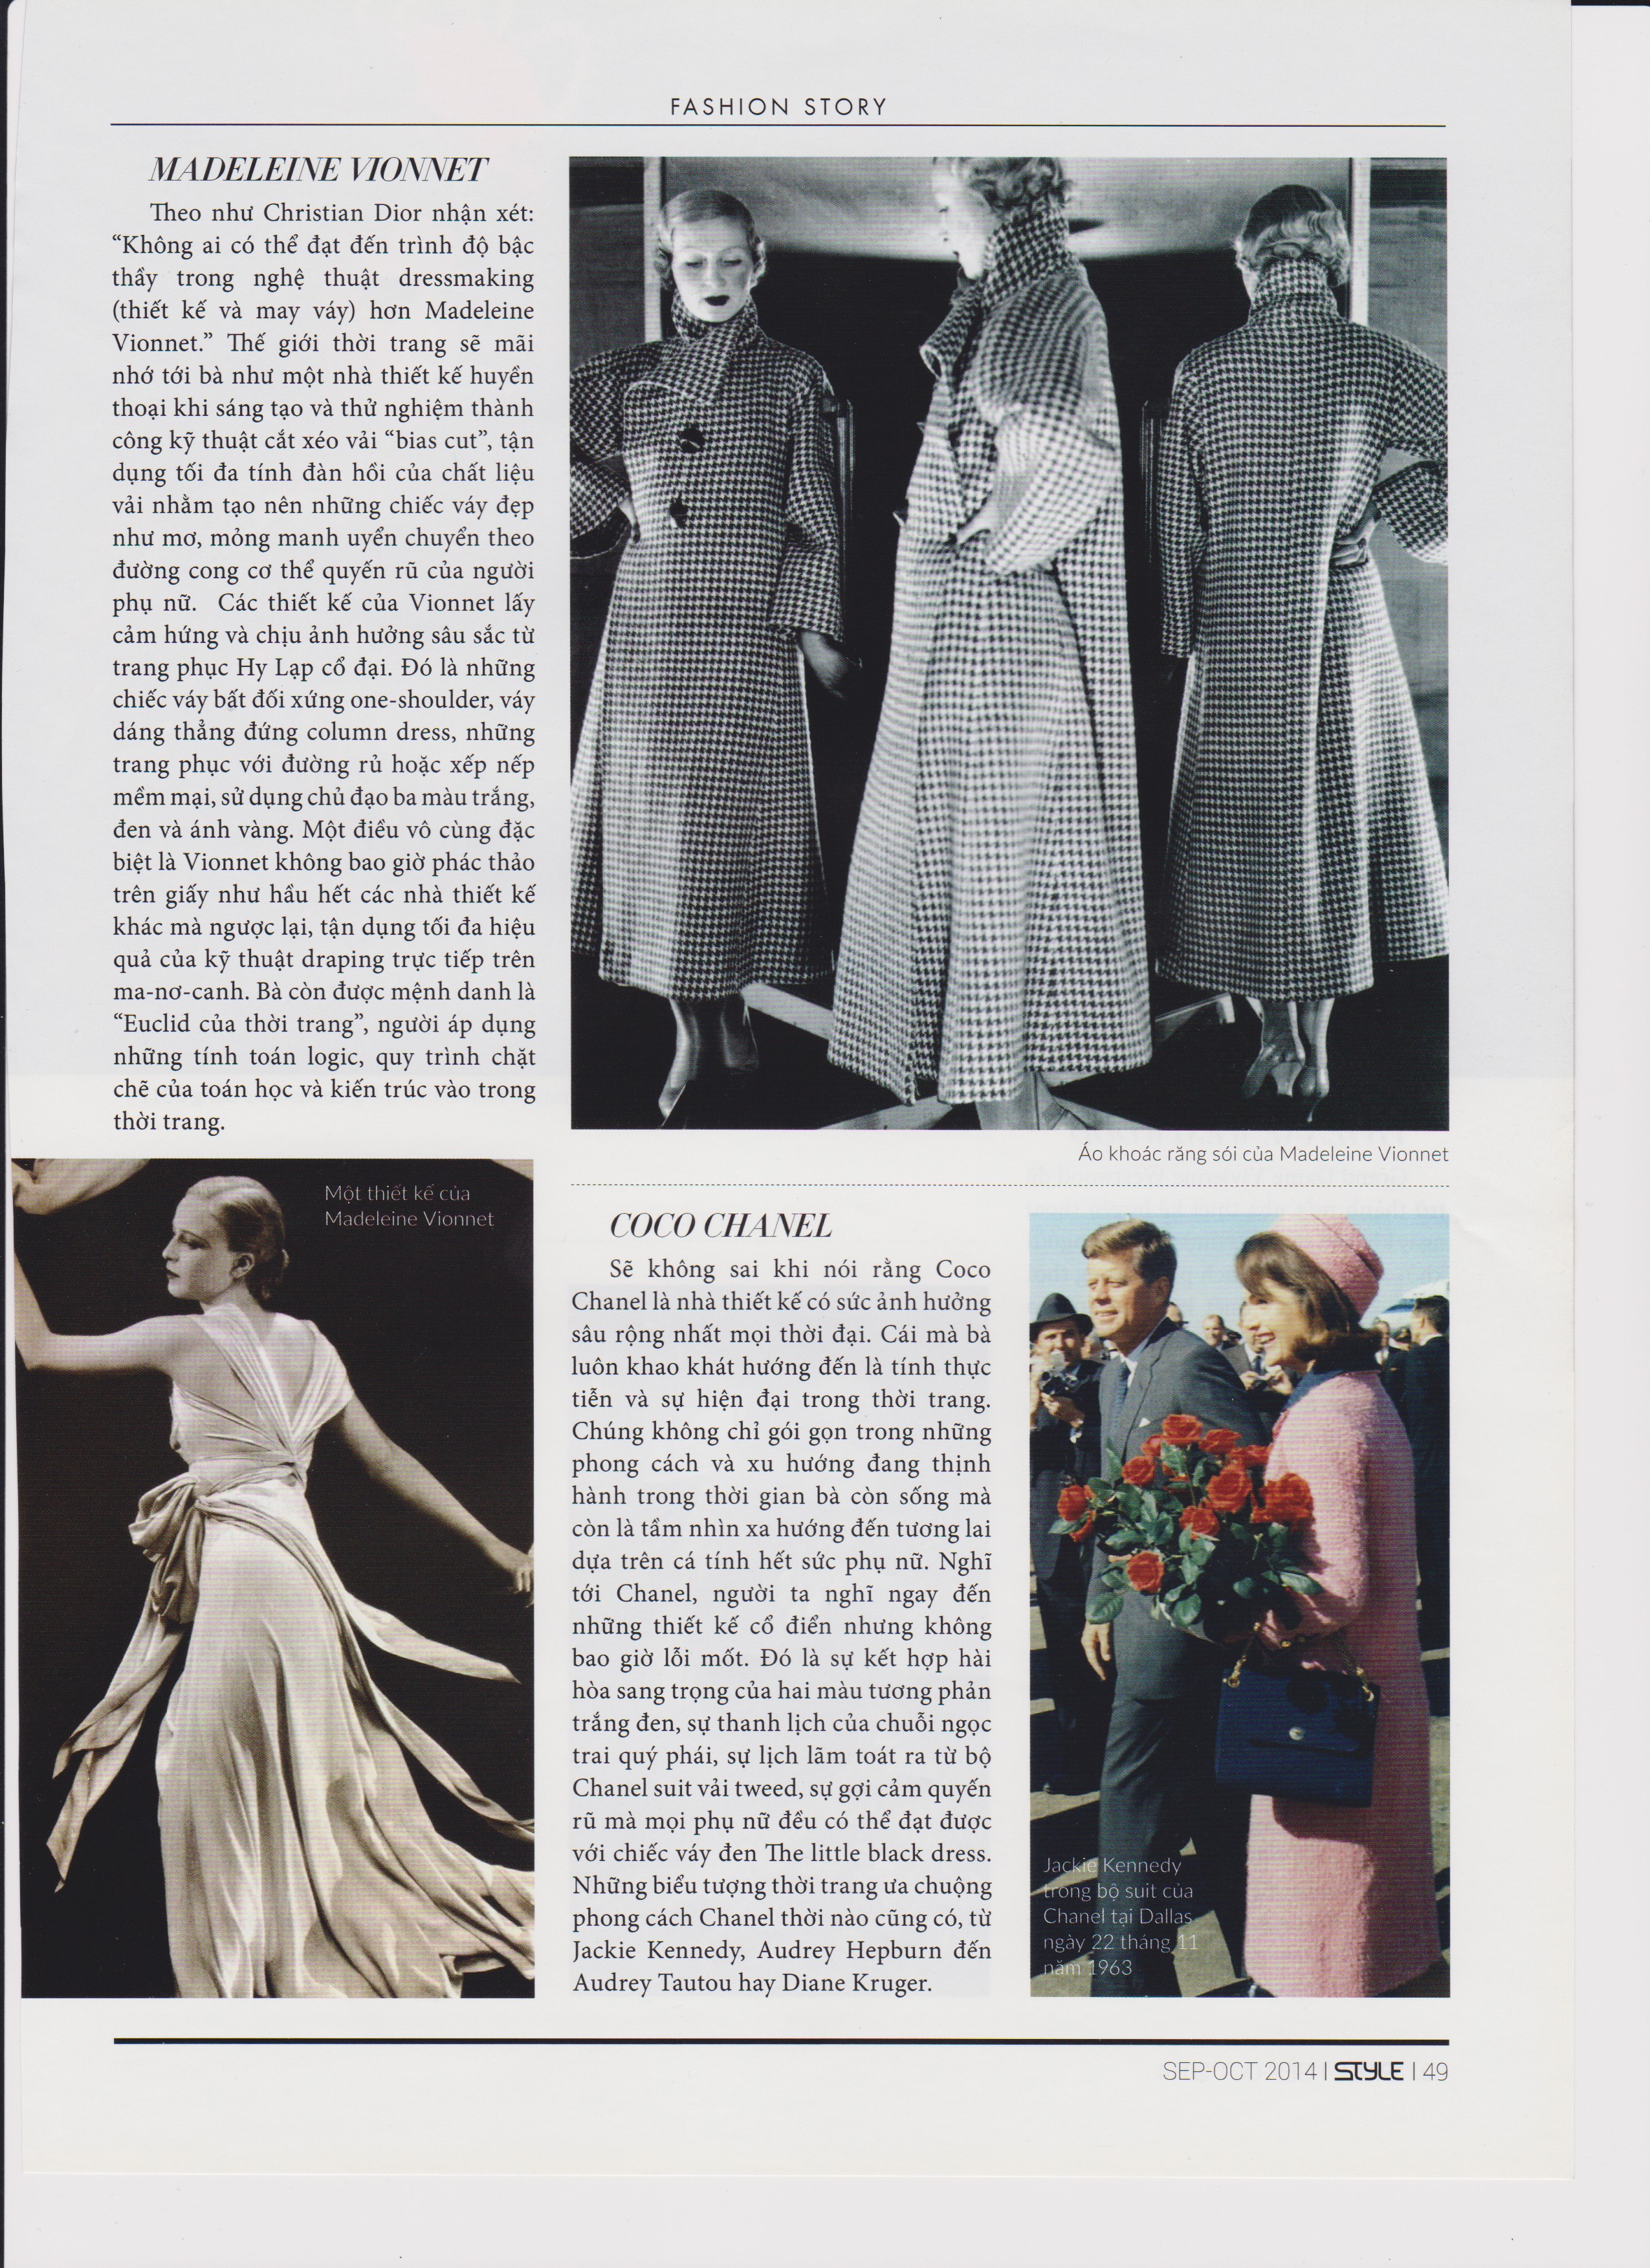 FASHION STORY
MADELEINE VIONNET
Theo như Christian Dior nhận xét:
“Không ai có thể đạt đến trình độ bậc
thầy trong nghệ thuật dressmaking
(thiết kế và may váy) hơn Madeleine
Vionnet.” Thế giới thời trang sẽ mãi
nhớ tới bà như một nhà thiết kế huyền
thoại khi sáng tạo và thử nghiệm thành
công kỹ thuật cắt xéo vải “bias cut”, tận
dụng tối đa tính đàn hồi của chất liệu
vải nhằm tạo nên những chiếc váy đẹp
như mơ, mỏng manh uyển chuyển theo
đường cong cơ thể quyến rũ của người
phụ nữ. Các thiết kế của Vionnet lấy
cảm hứng và chịu ảnh hưởng sâu sắc từ
trang phục Hy Lạp cổ đại. Đó là những
chiếc váy bất đối xứng one-shoulder, váy
dáng thẳng đứng column dress, những
trang phục với đường rủ hoặc xếp nếp
mềm mại, sử dụng chủ đạo ba màu trắng,
đen và ánh vàng. Một điều vô cùng đặc
biệt là Vionnet không bao giờ phác thảo
trên giấy như hầu hết các nhà thiết kế
khác mà ngược lại, tận dụng tối đa hiệu
quả của kỹ thuật draping trực tiếp trên
ma-nơ-canh. Bà còn được mệnh danh là
“Euclid của thời trang”, người áp dụng
những tính toán logic, quy trình chặt
chẽ của toán học và kiến trúc vào trong
thời trang.
Áo khoác răng sói của Madeleine Vionnet
Một thiết kế của
Madeleine Vionnet
COCO CHANEL
Sẽ không sai khi nói rằng Coco
Chanel là nhà thiết kế có sức ảnh hưởng
sâu rộng nhất mọi thời đại. Cái mà bà
luôn khao khát hướng đến là tính thực
tiễn và sự hiện đại trong thời trang.
Chúng không chỉ gói gọn trong những
phong cách và xu hướng đang thịnh
hành trong thời gian bà còn sống mà
còn là tầm nhìn xa hướng đến tương lai
dựa trên cá tính hết sức phụ nữ. Nghĩ
tới Chanel, người ta nghĩ ngay đến
những thiết kế cổ điển nhưng không
bao giờ lỗi mốt. Đó là sự kết hợp hài
hòa sang trọng của hai màu tương phản
trắng đen, sự thanh lịch của chuỗi ngọc
trai quý phái, sự lịch lãm toát ra từ bộ
Chanel suit vải tweed, sự gợi cảm quyến
rũ mà mọi phụ nữ đều có thể đạt được
với chiếc váy đen The little black dress.
Những biểu tượng thời trang ưa chuộng
phong cách Chanel thời nào cũng có, từ
Jackie Kennedy, Audrey Hepburn đến
Audrey Tautou hay Diane Kruger.
Jackie Kennedy
trong bộ suit của
Chanel tại Dallas
ngày 22 tháng 11
năm 1963
SEP-OCT 2014 | STYLE | 49